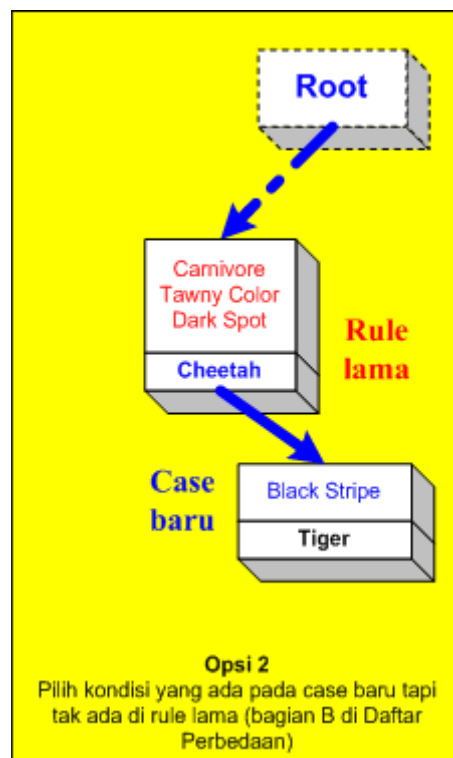 Root
Carnivore
Tawny Color
Dark Spot
Cheetah
Rule
lama
Case
baru
Black Stripe
Tiger
Opsi 2
Pilih kondisi yang ada pada case baru tapi
tak ada di rule lama (bagian B di Daftar
Perbedaan)